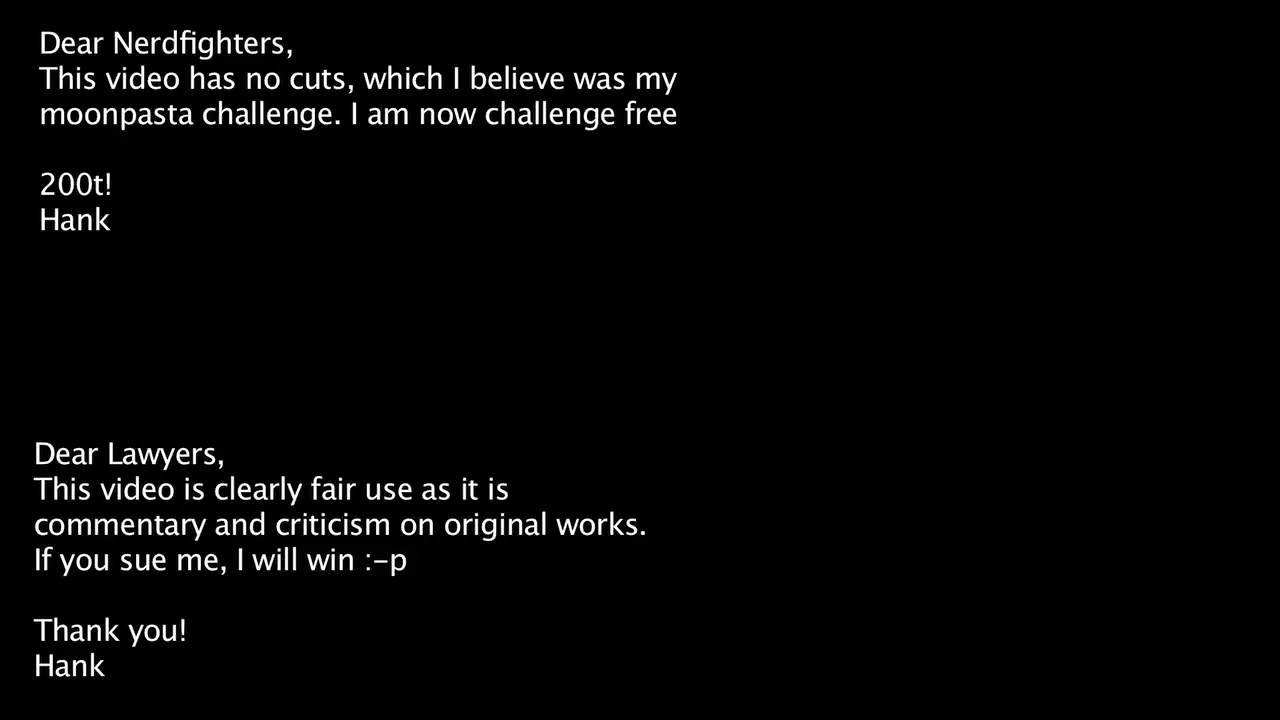 Dear Nerdfighters,
This video has no cuts, which I believe was my
moonpasta challenge. I am now challenge free
200t!
Hank
Dear Lawyers,
This video is clearly fair use as it is
commentary and criticism on original works.
If you sue me, I will win :-p
Thank you!
Hank